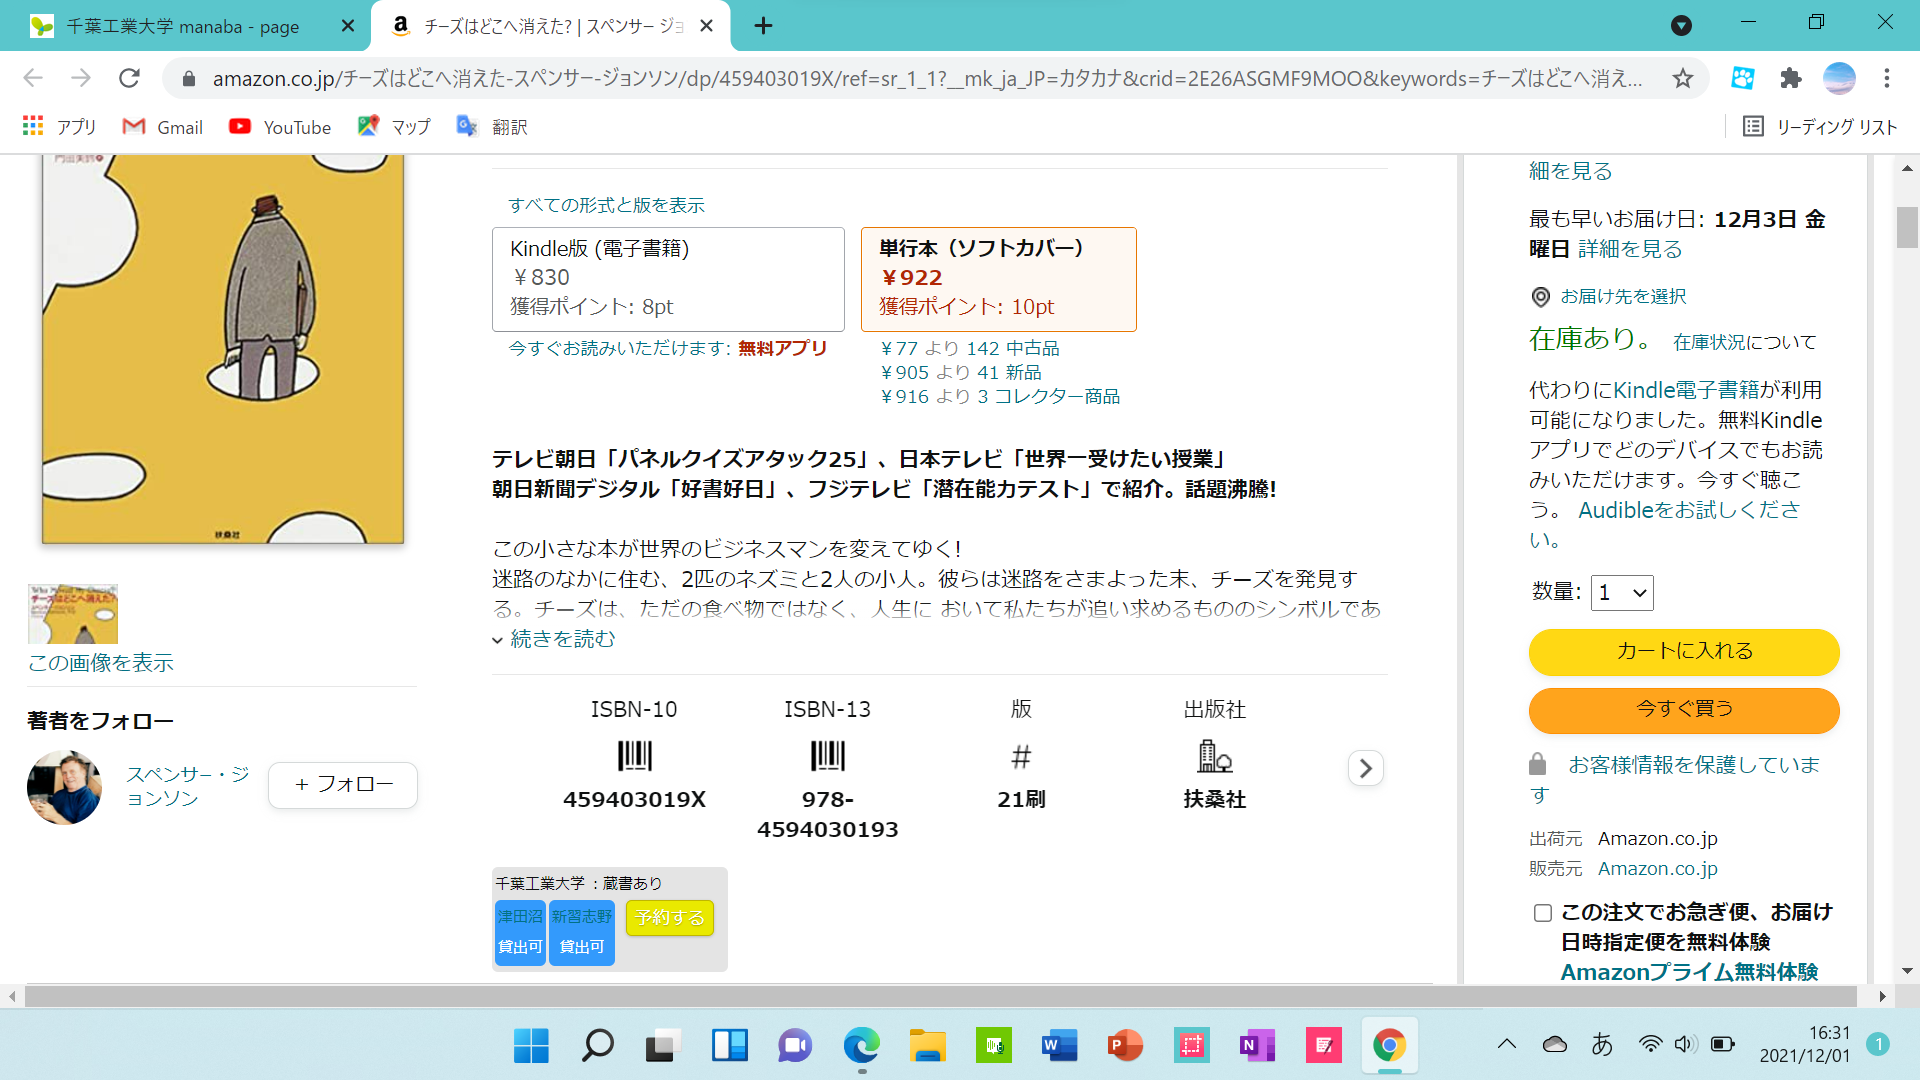 千葉工業大学 manaba - page
チーズはどこへ消えた? | スペンサー ジョ
amazon.co.jp/チーズはどこへ消えた-スペンサー-ジョンソン/dp/459403019X/ref=sr_1_1?__mk_ja_JP=カタカナ&crid=2E26ASGMF9MOO&keywords=チーズはどこへ消え...
アプリ
Gmail
YouTube
マップ
翻訳
リーディング リスト
扶桑社
チーズはどこへ消えた?
この画像を表示
著者をフォロー
スペンサー・ジ
ョンソン
+ フォロー
すべての形式と版を表示
Kindle版 (電子書籍)
￥830
獲得ポイント: 8pt
今すぐお読みいただけます: 無料アプリ
単行本（ソフトカバー）
￥922
獲得ポイント: 10pt
￥77 より 142 中古品
￥905 より 41 新品
￥916 より 3 コレクター商品
テレビ朝日「パネルクイズアタック25」、日本テレビ「世界一受けたい授業」
朝日新聞デジタル「好書好日」、フジテレビ「潜在能力テスト」で紹介。話題沸騰!
この小さな本が世界のビジネスマンを変えてゆく!
迷路のなかに住む、2匹のネズミと2人の小人。彼らは迷路をさまよった末、チーズを発見す
る。チーズは、ただの食べ物ではなく、人生に おいて私たちが追い求めるもののシンボルであ
続きを読む
ISBN-10
459403019X
ISBN-13
978-
4594030193
版
#
21刷
出版社
扶桑社
千葉工業大学 ：蔵書あり
津田沼
貸出可
新習志野
貸出可
予約する
細を見る
最も早いお届け日: 12月3日 金
曜日 詳細を見る
お届け先を選択
在庫あり。 在庫状況について
代わりにKindle電子書籍が利用
可能になりました。無料Kindle
アプリでどのデバイスでもお読
みいただけます。今すぐ聴こ
う。 Audibleをお試しくださ
い。
数量: 1
カートに入れる
今すぐ買う
お客様情報を保護していま
す
出荷元 Amazon.co.jp
販売元 Amazon.co.jp
この注文でお急ぎ便、お届け
日時指定便を無料体験
Amazonプライム無料体験
あ
16:31
2021/12/01
1